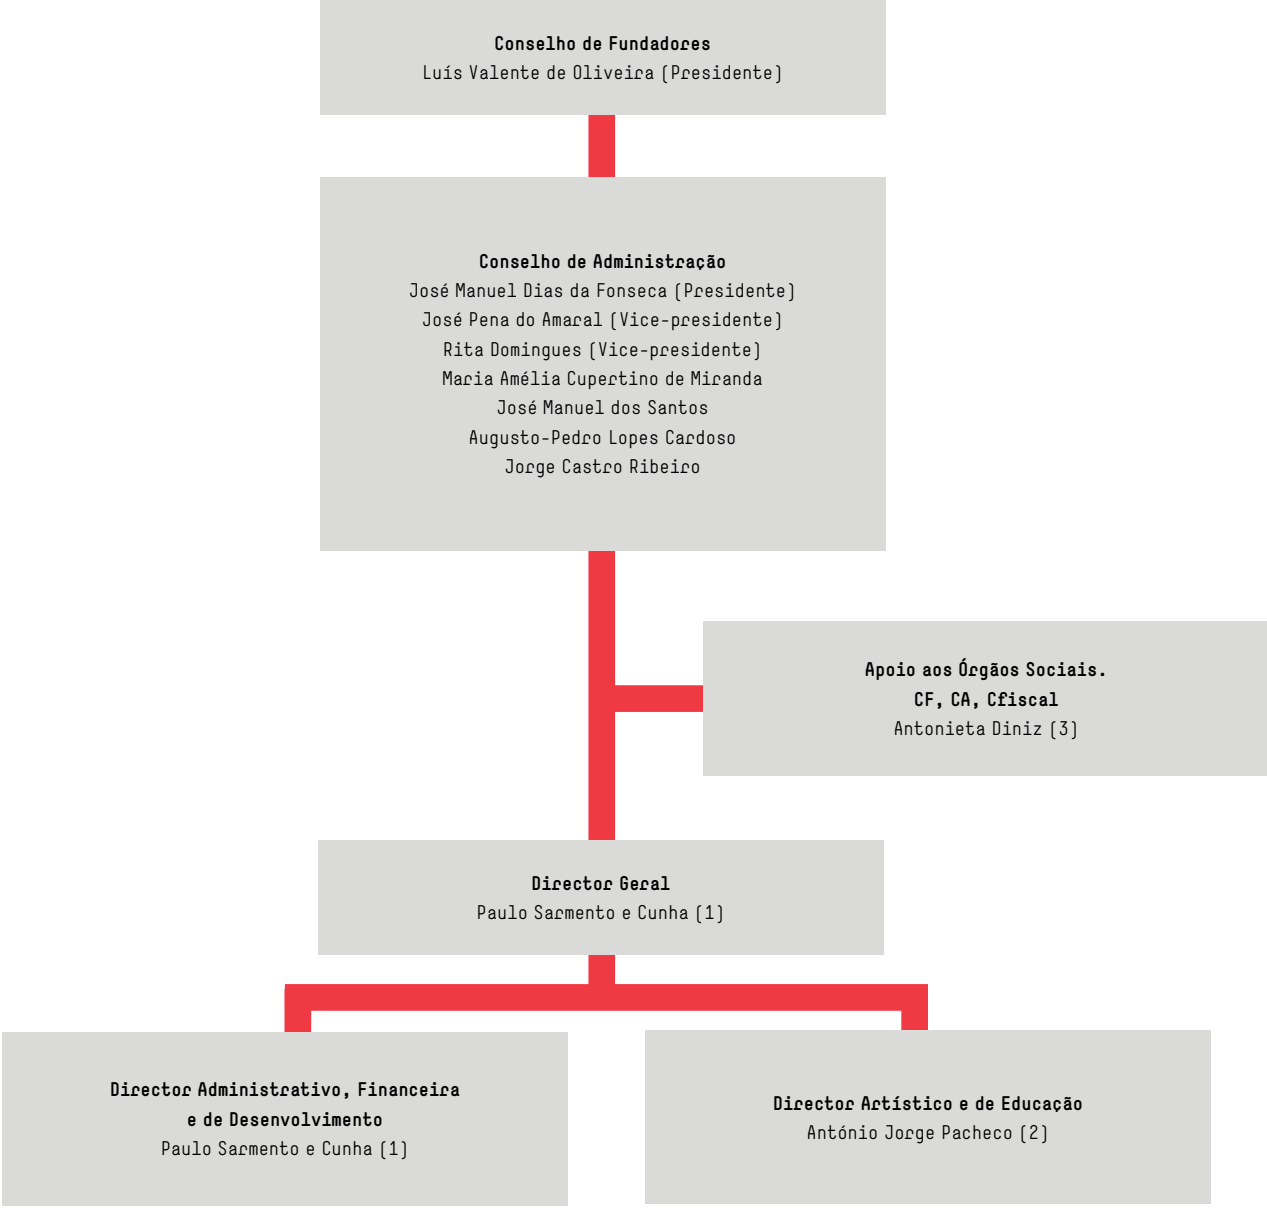 Conselho de Fundadores
Luís Valente de Oliveira (Presidente)
Conselho de Administração
José Manuel Dias da Fonseca (Presidente)
José Pena do Amaral (Vice-presidente)
Rita Domingues (Vice-presidente)
Maria Amélia Cupertino de Miranda
José Manuel dos Santos
Augusto-Pedro Lopes Cardoso
Jorge Castro Ribeiro
Apoio aos Órgãos Sociais.
CF, CA, Cfiscal
Antonieta Diniz (3)
Director Geral
Paulo Sarmento e Cunha (1)
Director Administrativo, Financeira
e de Desenvolvimento
Paulo Sarmento e Cunha (1)
Director Artístico e de Educação
António Jorge Pacheco (2)